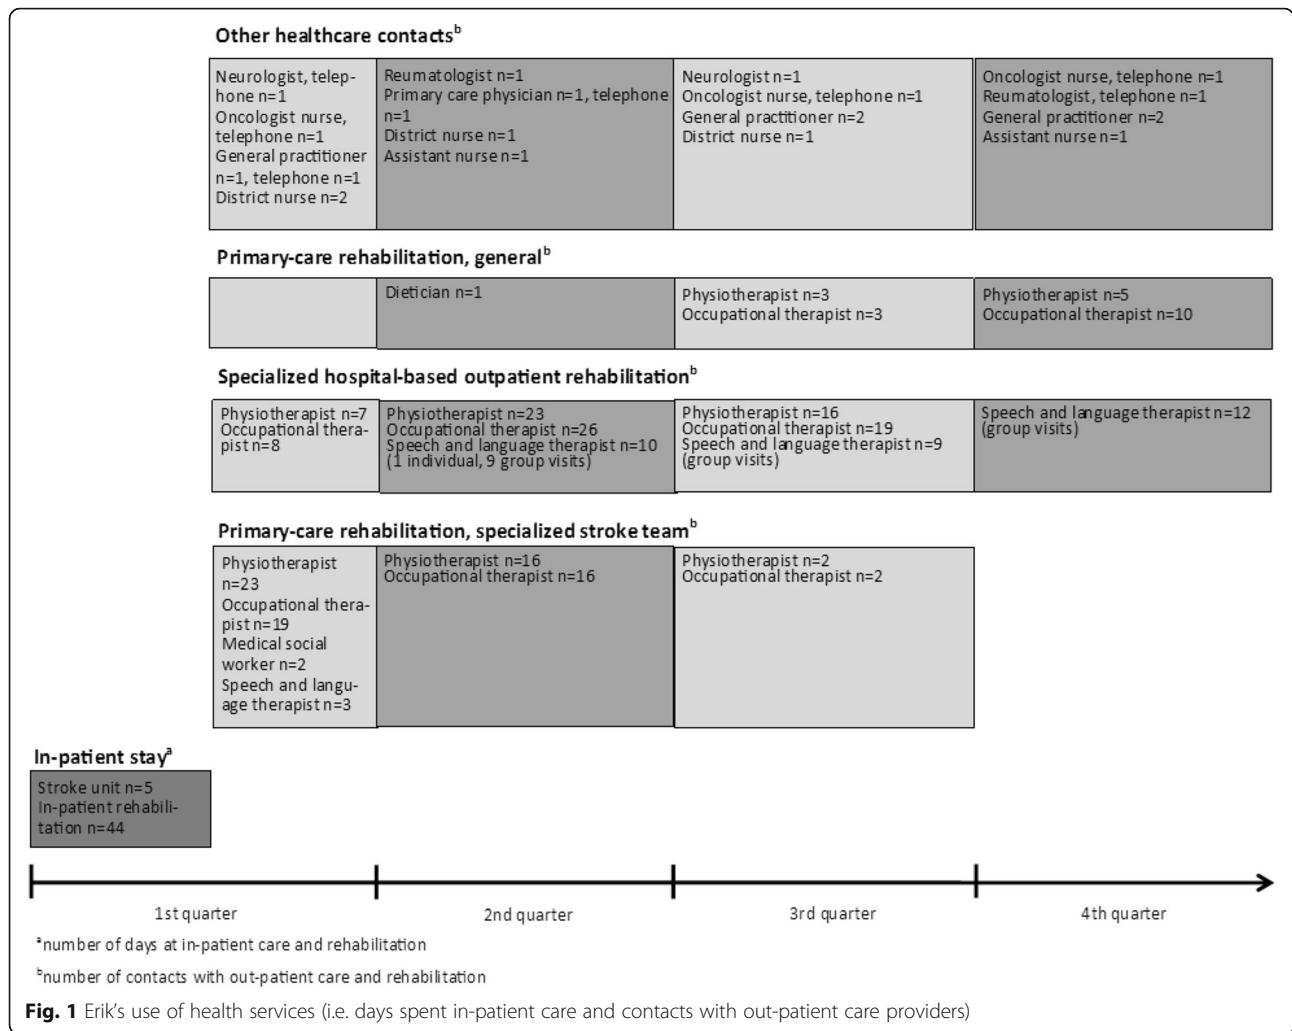 Other healthcare contactsᵇ
Neurologist, telep-
hone n=1
Oncologist nurse,
telephone n=1
General practitioner
n=1, telephone n=1
District nurse n=2
Reumatologist n=1
Primary care physician n=1, telephone
n=1
District nurse n=1
Assistant nurse n=1
Neurologist n=1
Oncologist nurse, telephone n=1
General practitioner n=2
District nurse n=1
Oncologist nurse, telephone n=1
Reumatologist, telephone n=1
General practitioner n=2
Assistant nurse n=1
Primary-care rehabilitation, generalᵇ
Dietician n=1
Physiotherapist n=3
Occupational therapist n=3
Physiotherapist n=5
Occupational therapist n=10
Specialized hospital-based outpatient rehabilitationᵇ
Physiotherapist n=7
Occupational thera-
pist n=8
Physiotherapist n=23
Occupational therapist n=26
Speech and language therapist n=10
(1 individual, 9 group visits)
Physiotherapist n=16
Occupational therapist n=19
Speech and language therapist n=9
(group visits)
Speech and language therapist n=12
(group visits)
Primary-care rehabilitation, specialized stroke teamᵇ
Physiotherapist
n=23
Occupational thera-
pist n=19
Medical social
worker n=2
Speech and langu-
age therapist n=3
Physiotherapist n=16
Occupational therapist n=16
Physiotherapist n=2
Occupational therapist n=2
In-patient stayᵃ
Stroke unit n=5
In-patient rehabili-
tation n=44
1st quarter
2nd quarter
3rd quarter
4th quarter
ᵃnumber of days at in-patient care and rehabilitation
ᵇnumber of contacts with out-patient care and rehabilitation
Fig. 1 Erik's use of health services (i.e. days spent in-patient care and contacts with out-patient care providers)